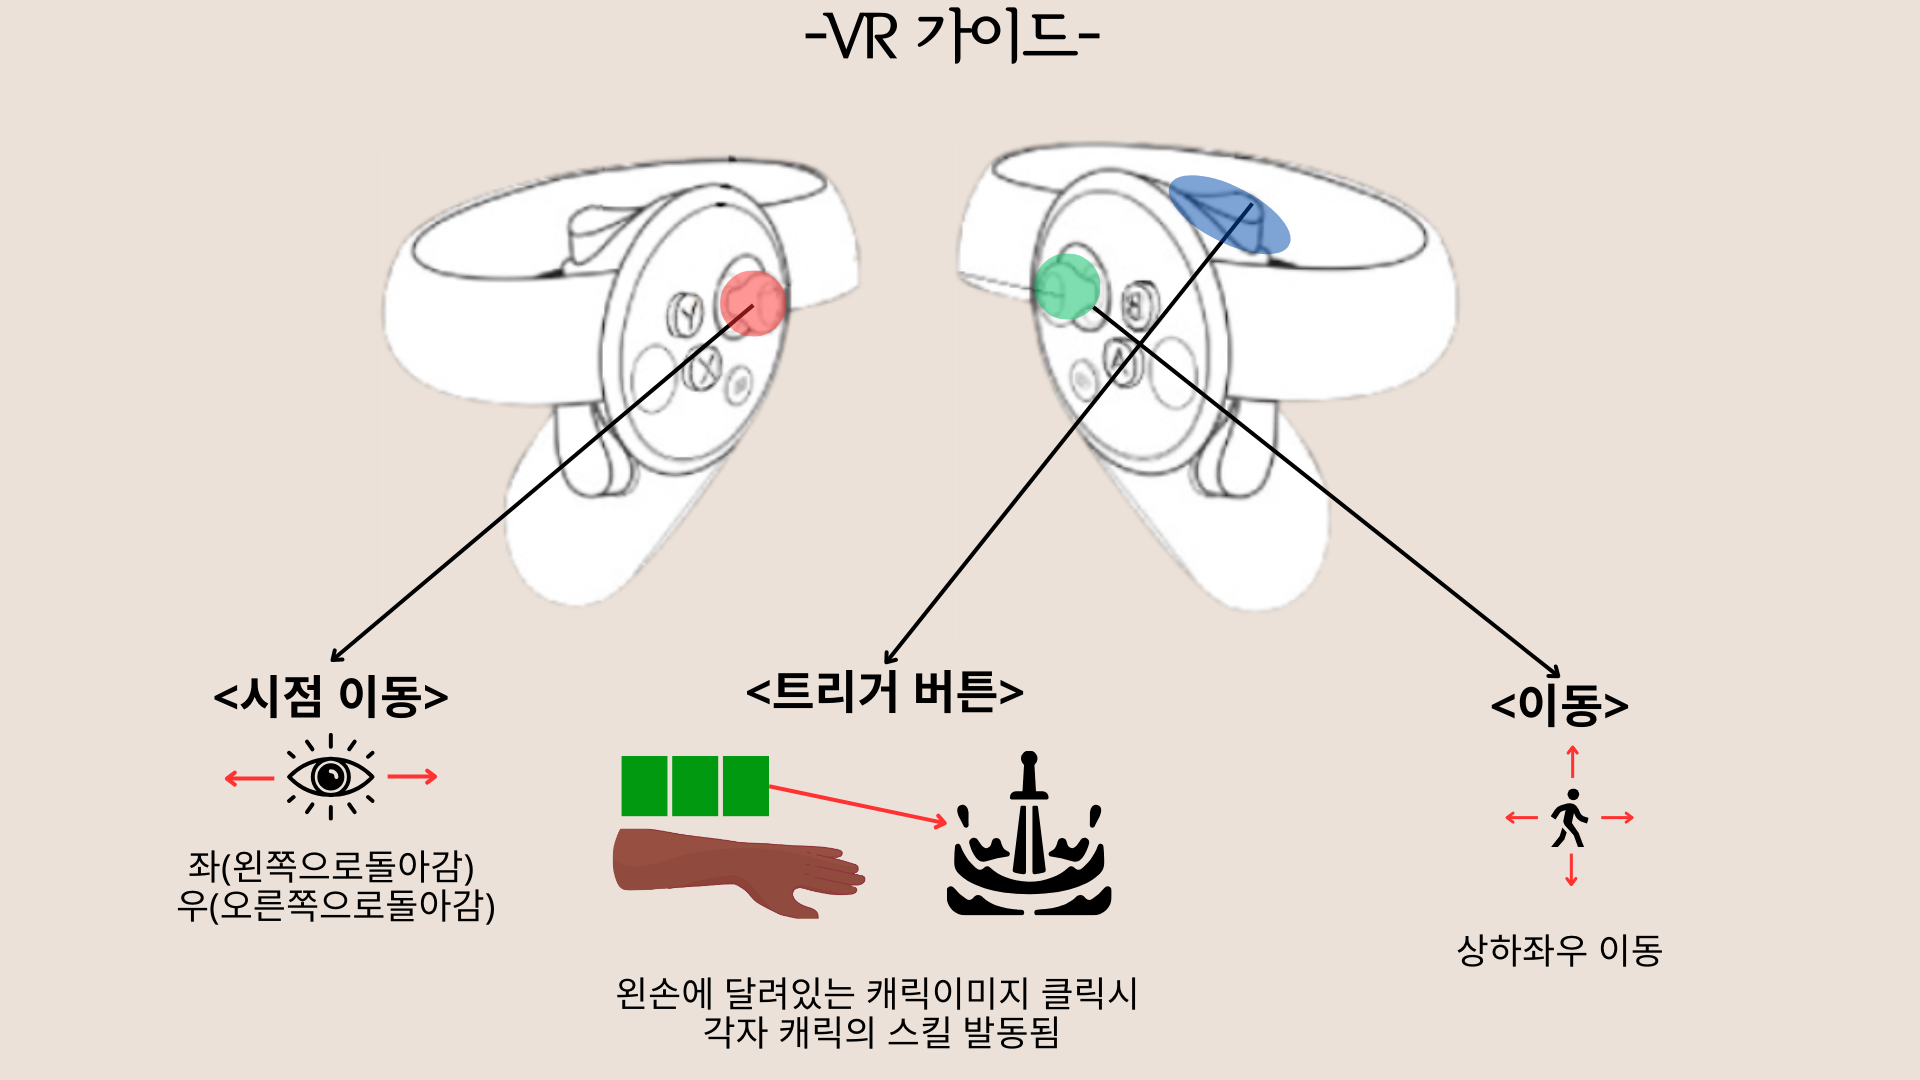 -VR 가이드-
Y
X
B
A
<시점 이동>
좌(왼쪽으로돌아감)
우(오른쪽으로돌아감)
<트리거 버튼>
왼손에 달려있는 캐릭이미지 클릭시
각자 캐릭의 스킬 발동됨
<이동>
상하좌우 이동